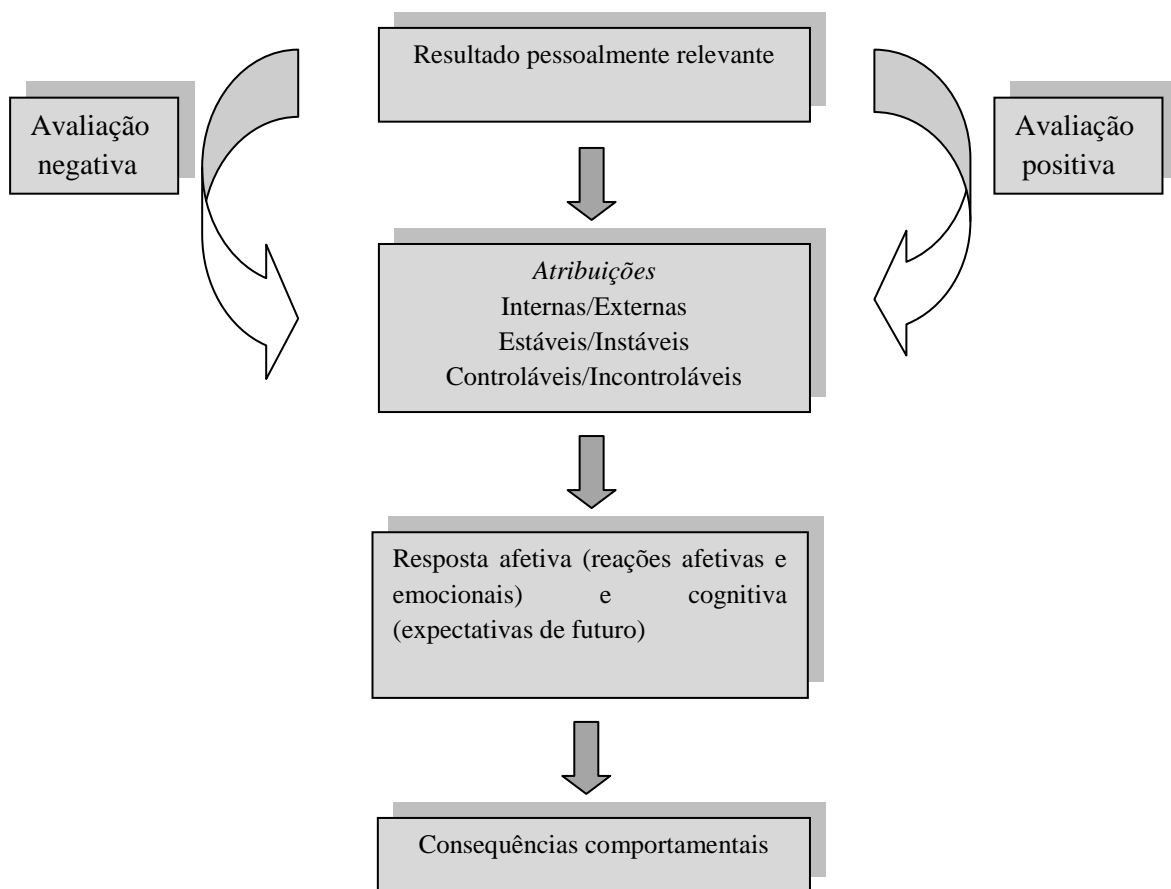 Resultado pessoalmente relevante
Avaliação
negativa
Avaliação
positiva
Atribuições
Internas/Externas
Estáveis/Instáveis
Controláveis/Incontroláveis
Resposta afetiva (reações afetivas e
emocionais) e cognitiva
(expectativas de futuro)
Consequências comportamentais